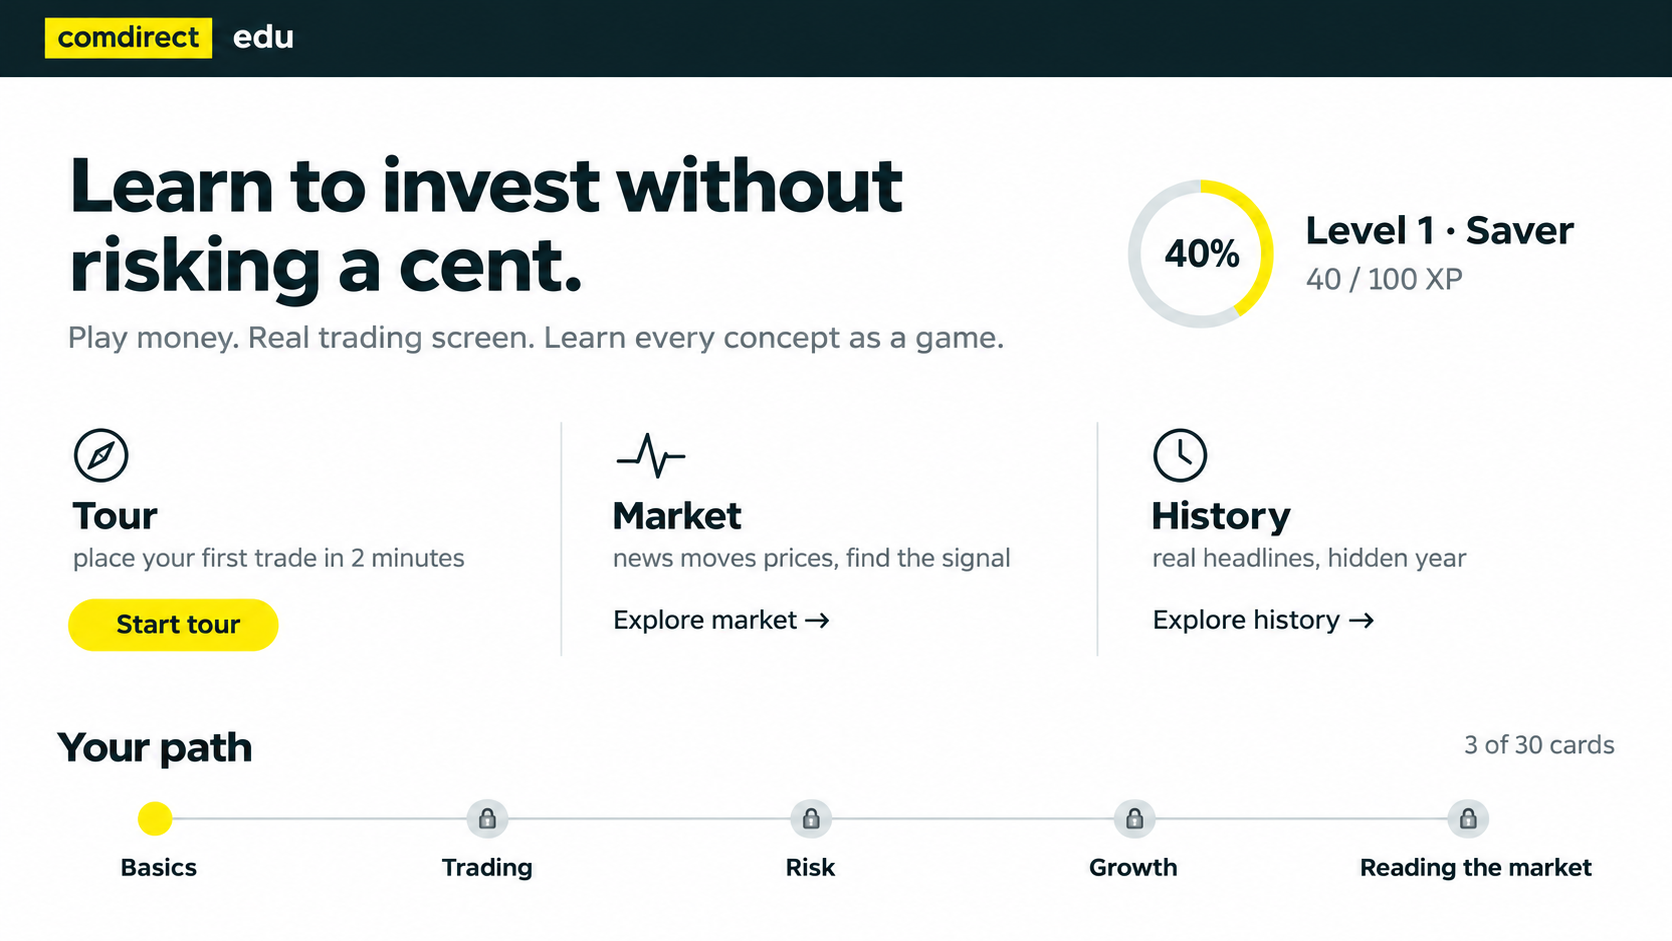 comdirect edu
Learn to invest without
risking a cent.
Play money. Real trading screen. Learn every concept as a game.
40%
Level 1 · Saver
40 / 100 XP
Tour
place your first trade in 2 minutes
Start tour
Market
news moves prices, find the signal
Explore market →
History
real headlines, hidden year
Explore history →
Your path
3 of 30 cards
Basics
Trading
Risk
Growth
Reading the market